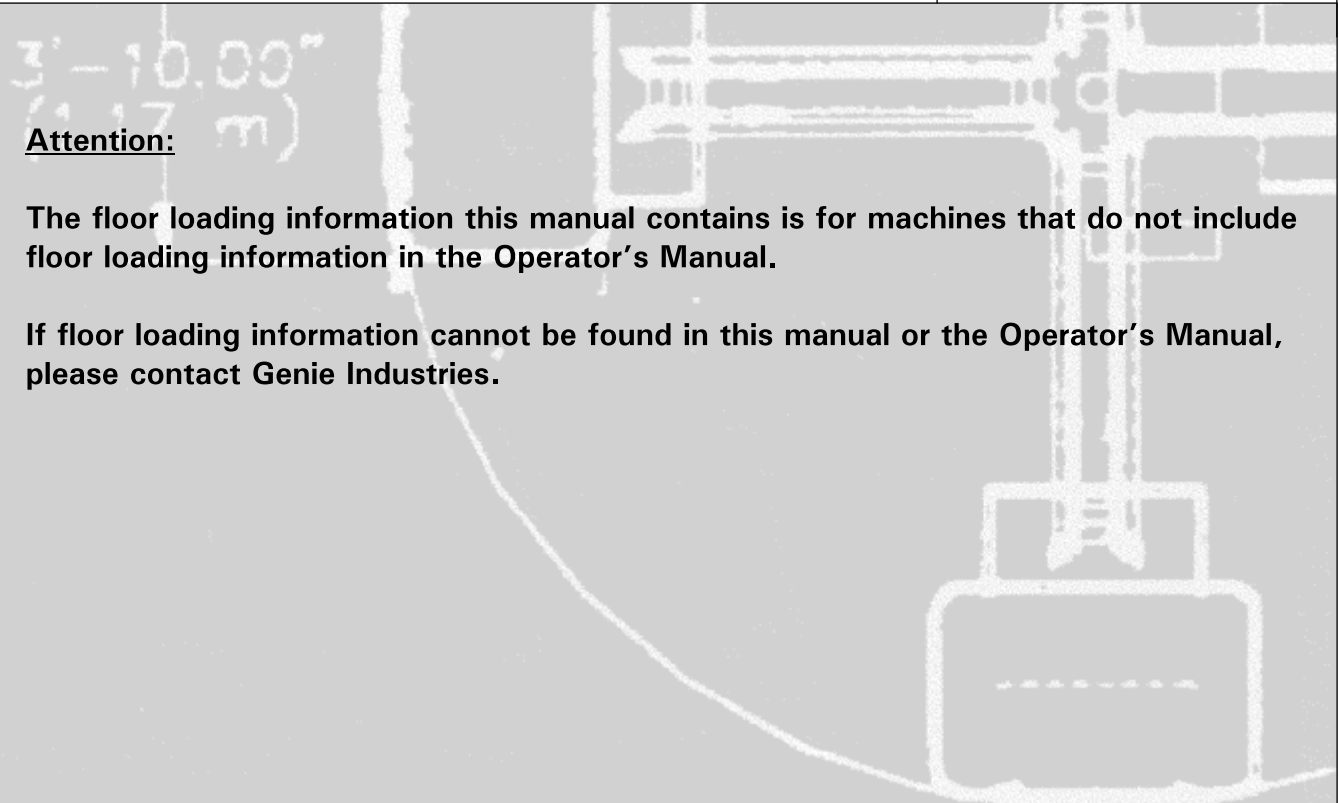 3'-10.00"
(1.17 m)
Attention:
The floor loading information this manual contains is for machines that do not include
floor loading information in the Operator's Manual.
If floor loading information cannot be found in this manual or the Operator's Manual,
please contact Genie Industries.